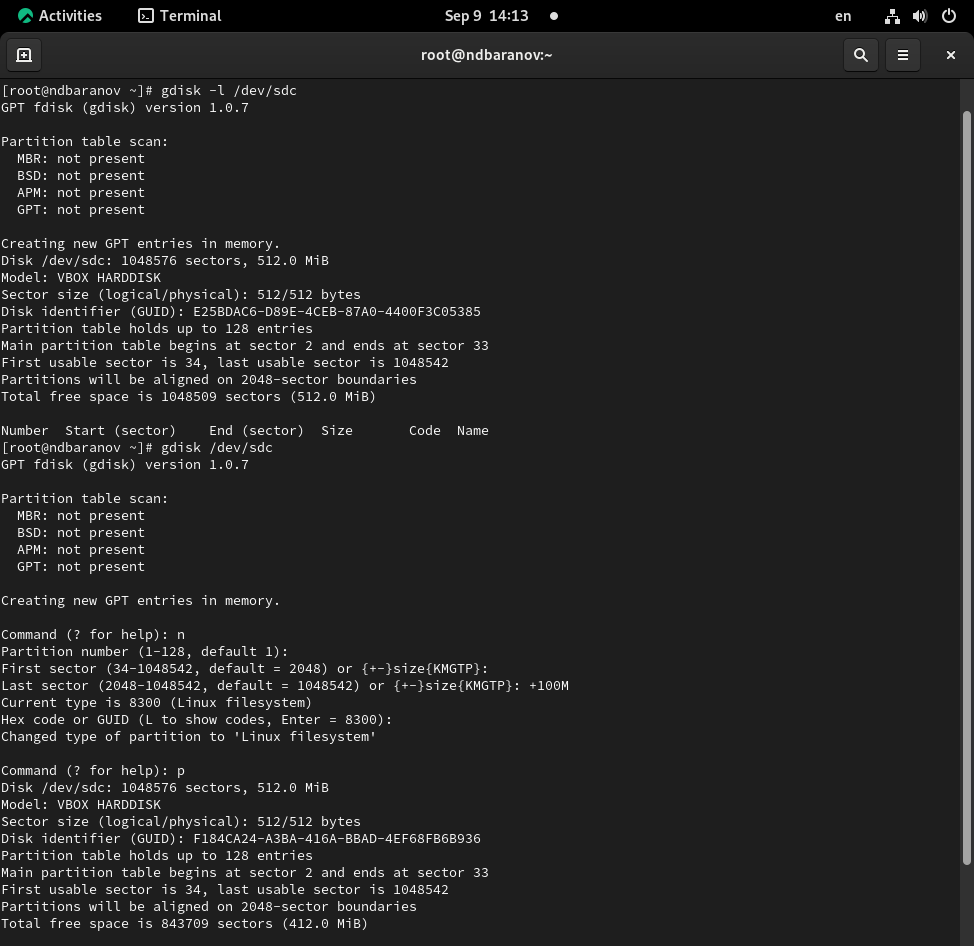 Activities
Terminal
Sep 9 14:13
en
root@ndbaranov:~
[root@ndbaranov ~]# gdisk -l /dev/sdc
GPT fdisk (gdisk) version 1.0.7

Partition table scan:
  MBR: not present
  BSD: not present
  APM: not present
  GPT: not present

Creating new GPT entries in memory.
Disk /dev/sdc: 1048576 sectors, 512.0 MiB
Model: VBOX HARDDISK
Sector size (logical/physical): 512/512 bytes
Disk identifier (GUID): E25BDAC6-D89E-4CEB-87A0-4400F3C05385
Partition table holds up to 128 entries
Main partition table begins at sector 2 and ends at sector 33
First usable sector is 34, last usable sector is 1048542
Partitions will be aligned on 2048-sector boundaries
Total free space is 1048509 sectors (512.0 MiB)

Number  Start (sector)    End (sector)  Size       Code  Name
[root@ndbaranov ~]# gdisk /dev/sdc
GPT fdisk (gdisk) version 1.0.7

Partition table scan:
  MBR: not present
  BSD: not present
  APM: not present
  GPT: not present

Creating new GPT entries in memory.

Command (? for help): n
Partition number (1-128, default 1):
First sector (34-1048542, default = 2048) or {+-}size{KMGTP}:
Last sector (2048-1048542, default = 1048542) or {+-}size{KMGTP}: +100M
Current type is 8300 (Linux filesystem)
Hex code or GUID (L to show codes, Enter = 8300):
Changed type of partition to 'Linux filesystem'

Command (? for help): p
Disk /dev/sdc: 1048576 sectors, 512.0 MiB
Model: VBOX HARDDISK
Sector size (logical/physical): 512/512 bytes
Disk identifier (GUID): F184CA24-A3BA-416A-BBAD-4EF68FB6B936
Partition table holds up to 128 entries
Main partition table begins at sector 2 and ends at sector 33
First usable sector is 34, last usable sector is 1048542
Partitions will be aligned on 2048-sector boundaries
Total free space is 843709 sectors (412.0 MiB)